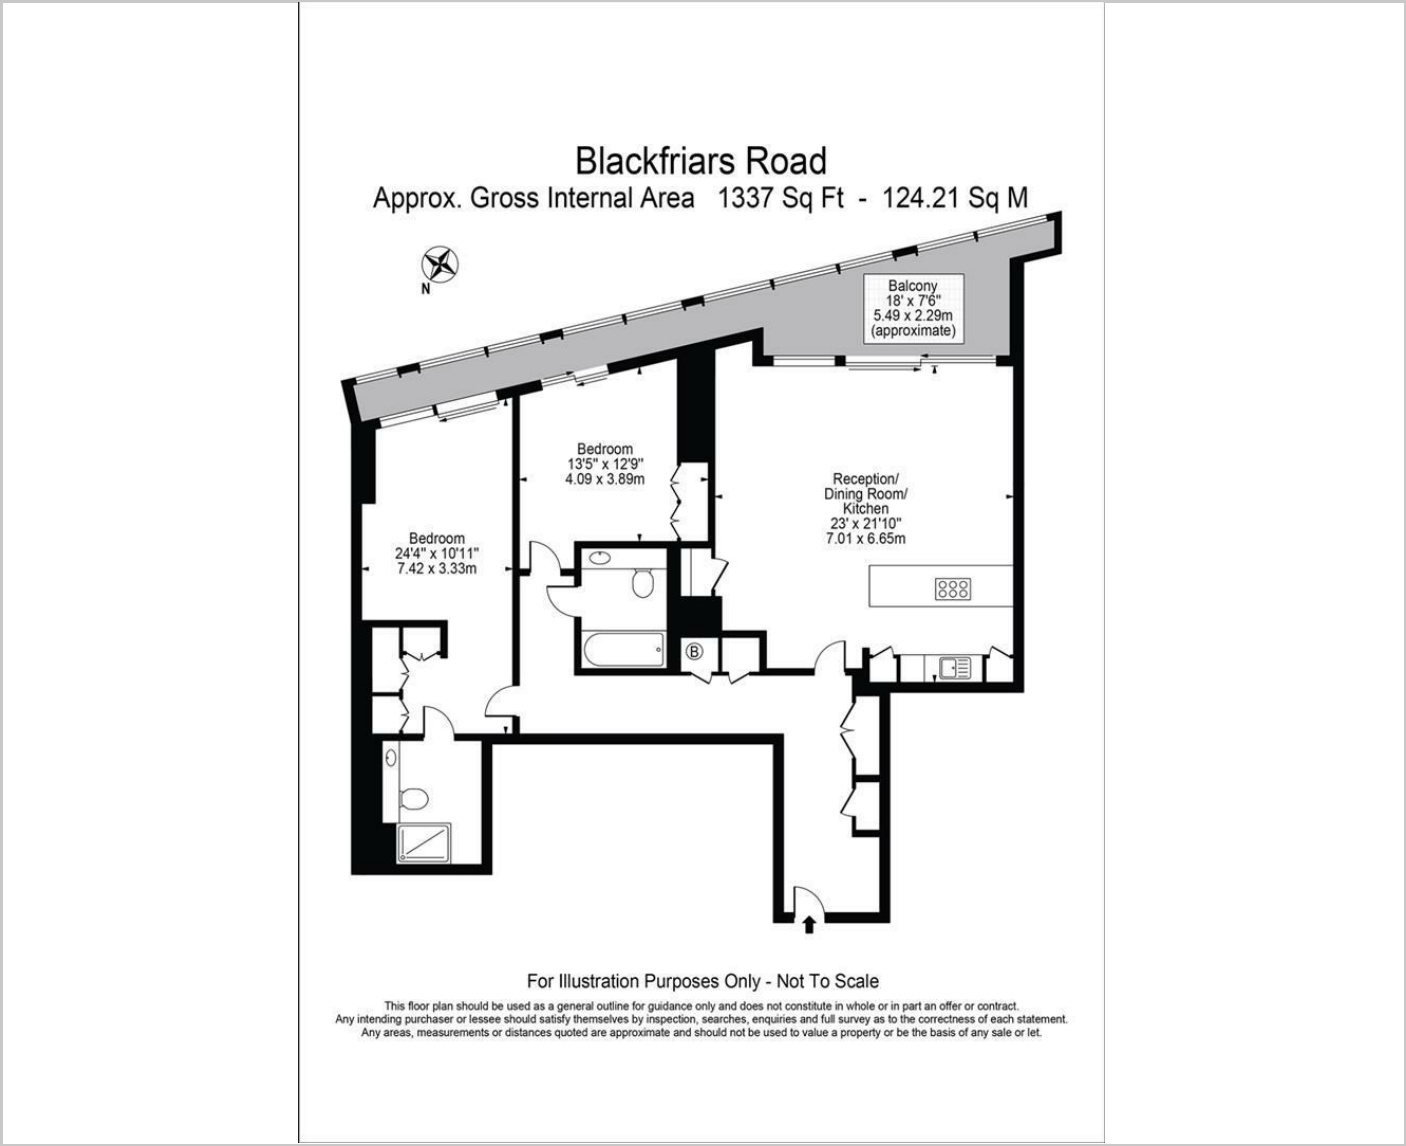 Blackfriars Road
Approx. Gross Internal Area 1337 Sq Ft - 124.21 Sq M
N
Balcony
18' x 7'6"
5.49 x 2.29m
(approximate)
Bedroom
13'5" x 12'9"
4.09 x 3.89m
Reception/
Dining Room/
Kitchen
23' x 21'10"
7.01 x 6.65m
Bedroom
24'4" x 10'11"
7.42 x 3.33m
B
For Illustration Purposes Only - Not To Scale
This floor plan should be used as a general outline for guidance only and does not constitute in whole or in part an offer or contract.
Any intending purchaser or lessee should satisfy themselves by inspection, searches, enquiries and full survey as to the correctness of each statement.
Any areas, measurements or distances quoted are approximate and should not be used to value a property or be the basis of any sale or let.